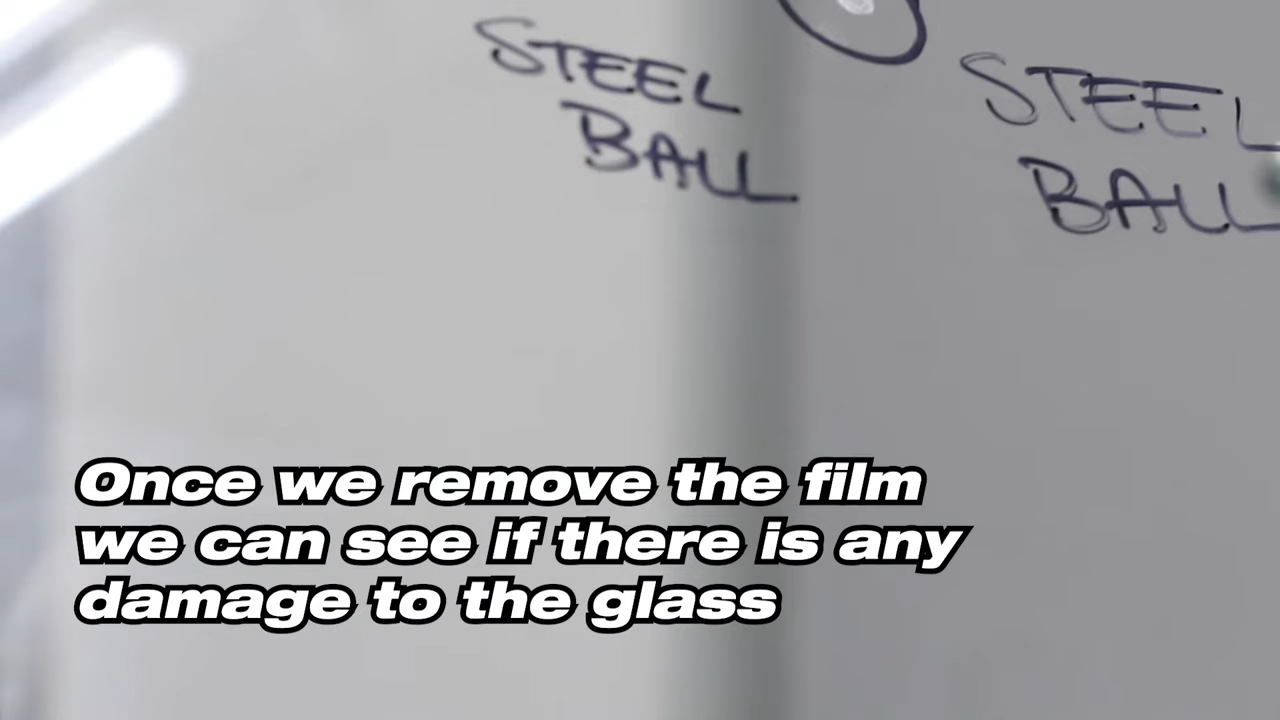 STEEL
BALL
STEEL
BALL
Once we remove the film
we can see if there is any
damage to the glass